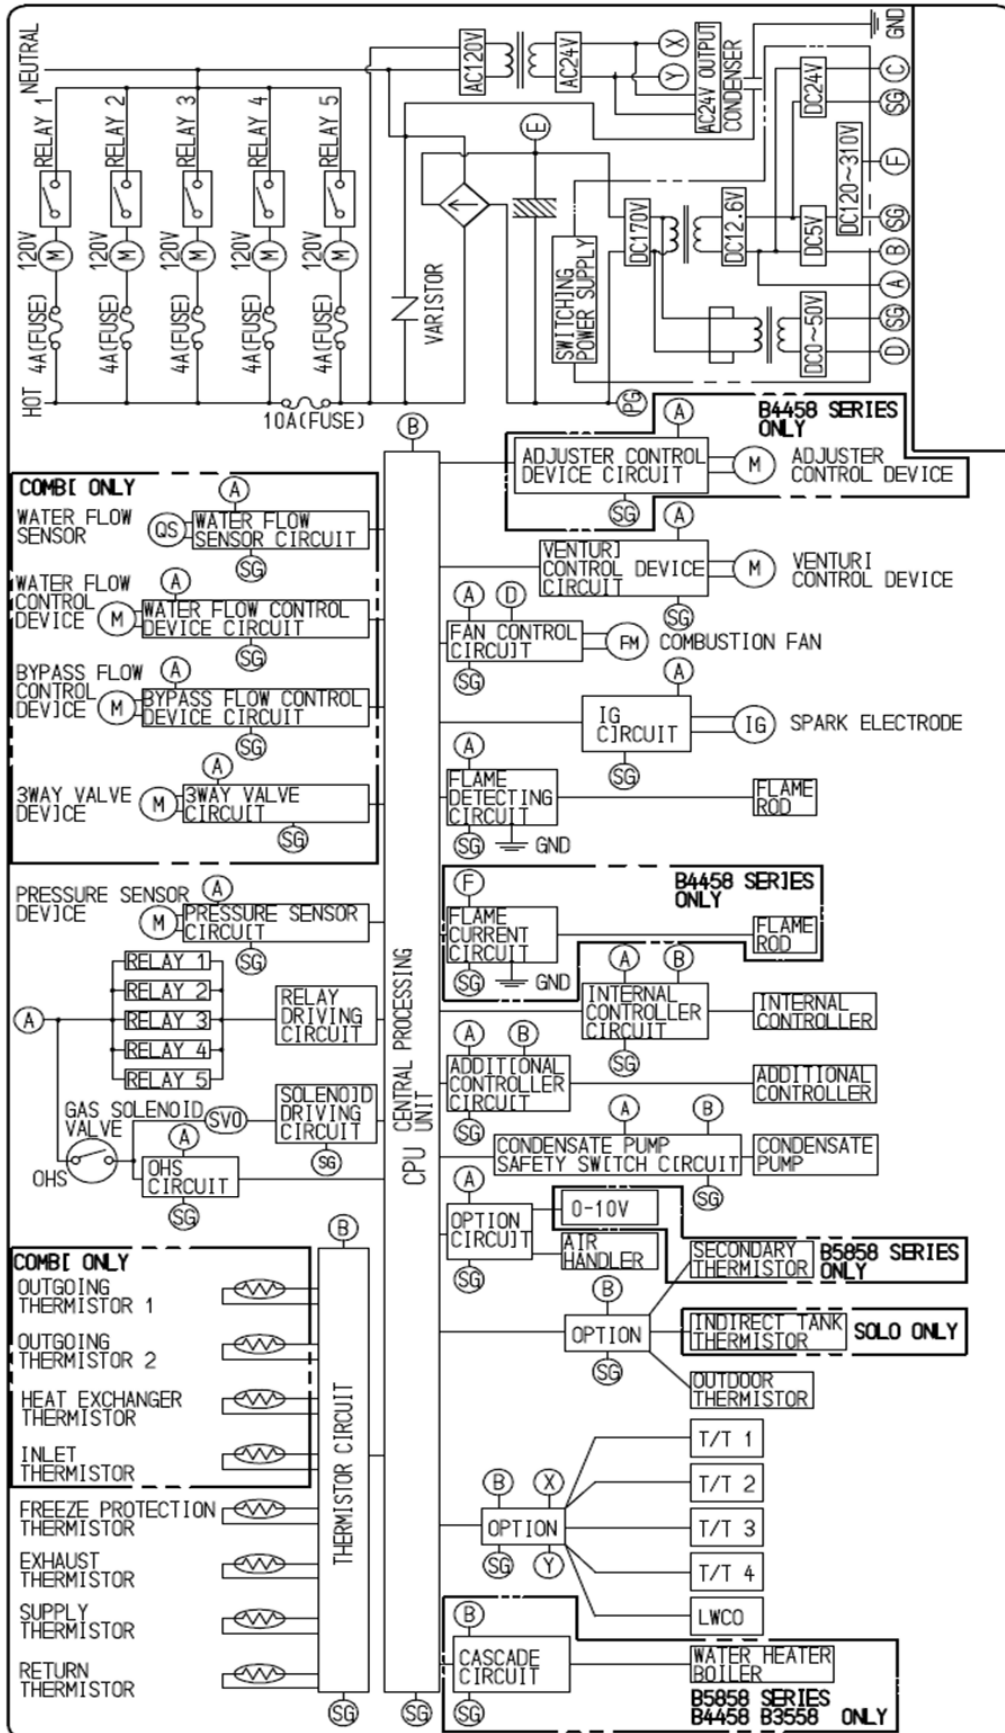 NEUTRAL
RELAY 1
RELAY 2
RELAY 3
RELAY 4
RELAY 5
120V
120V
120V
120V
120V
M
M
M
M
M
4A(FUSE)
4A(FUSE)
4A(FUSE)
4A(FUSE)
4A(FUSE)
HOT
10A(FUSE)
VARISTOR
AC120V
AC24V
X
Y
AC24V OUTPUT
CONDENSER
GND
E
SWITCHING
POWER SUPPLY
DC170V
DC12.6V
DC24V
DC5V
DC120~310V
DC0~50V
C
SG
F
SG
B
A
SG
D
PG
B
CPU CENTRAL PROCESSING
UNIT
SG
COMBI ONLY
WATER FLOW
SENSOR
QS
A
WATER FLOW
SENSOR CIRCUIT
SG
WATER FLOW
CONTROL
DEVICE
M
A
WATER FLOW CONTROL
DEVICE CIRCUIT
SG
BYPASS FLOW
CONTROL
DEVICE
M
A
BYPASS FLOW CONTROL
DEVICE CIRCUIT
SG
3WAY VALVE
DEVICE
M
A
3WAY VALVE
CIRCUIT
SG
PRESSURE SENSOR
DEVICE
M
A
PRESSURE SENSOR
CIRCUIT
SG
A
RELAY 1
RELAY 2
RELAY 3
RELAY 4
RELAY 5
RELAY
DRIVING
CIRCUIT
GAS SOLENOID
VALVE
SV0
SOLENOID
DRIVING
CIRCUIT
SG
OHS
A
OHS
CIRCUIT
SG
COMBI ONLY
OUTGOING
THERMISTOR 1
OUTGOING
THERMISTOR 2
HEAT EXCHANGER
THERMISTOR
INLET
THERMISTOR
FREEZE PROTECTION
THERMISTOR
EXHAUST
THERMISTOR
SUPPLY
THERMISTOR
RETURN
THERMISTOR
B
THERMISTOR CIRCUIT
SG
B4458 SERIES
ONLY
A
ADJUSTER CONTROL
DEVICE CIRCUIT
M
ADJUSTER
CONTROL DEVICE
SG
A
VENTURI
CONTROL DEVICE
CIRCUIT
M
VENTURI
CONTROL DEVICE
SG
A
D
FAN CONTROL
CIRCUIT
FM
COMBUSTION FAN
SG
A
IG
CIRCUIT
IG
SPARK ELECTRODE
SG
A
FLAME
DETECTING
CIRCUIT
FLAME
ROD
SG
GND
B4458 SERIES
ONLY
F
FLAME
CURRENT
CIRCUIT
FLAME
ROD
SG
GND
A
B
INTERNAL
CONTROLLER
CIRCUIT
INTERNAL
CONTROLLER
SG
A
B
ADDITIONAL
CONTROLLER
CIRCUIT
ADDITIONAL
CONTROLLER
SG
A
B
CONDENSATE PUMP
SAFETY SWITCH CIRCUIT
CONDENSATE
PUMP
SG
A
OPTION
CIRCUIT
0-10V
AIR
HANDLER
SG
SECONDARY
THERMISTOR
B5858 SERIES
ONLY
B
OPTION
INDIRECT TANK
THERMISTOR
SOLO ONLY
SG
OUTDOOR
THERMISTOR
B
X
OPTION
SG
Y
T/T 1
T/T 2
T/T 3
T/T 4
LWCO
B
CASCADE
CIRCUIT
WATER HEATER
BOILER
SG
B5858 SERIES
B4458 B3558 ONLY